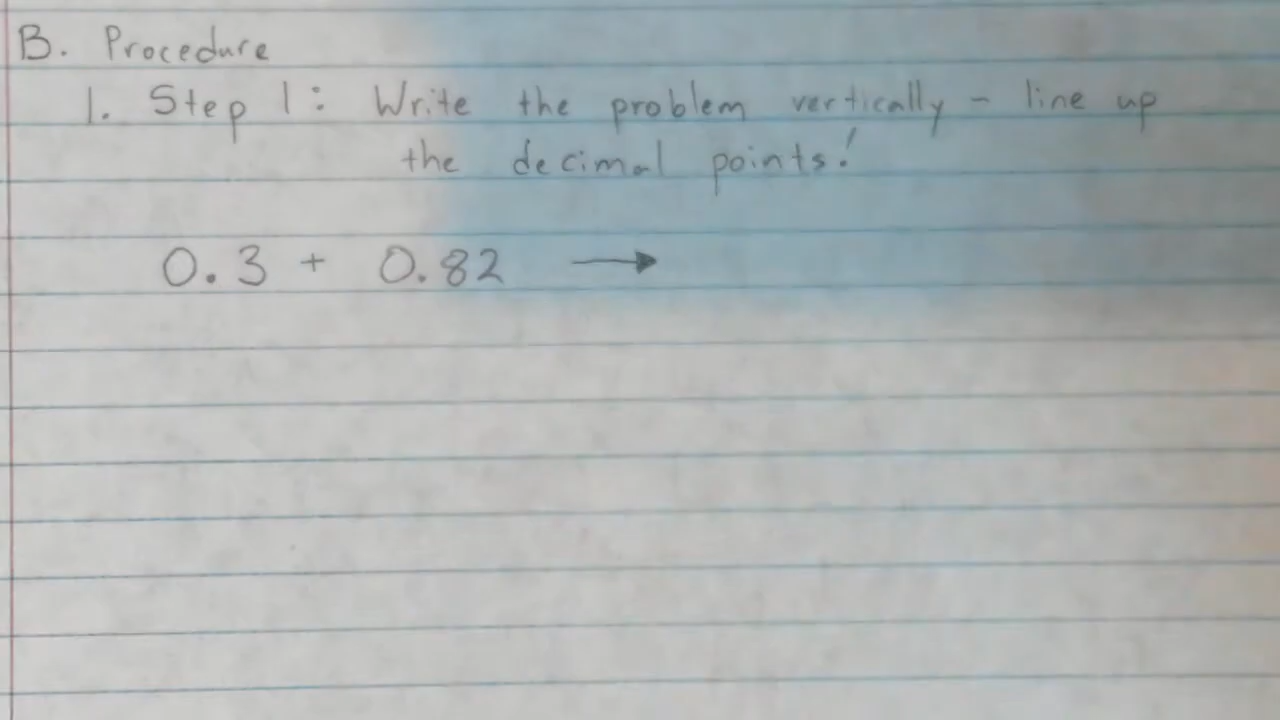 B. Procedure
1. Step 1: Write the problem vertically - line up
the decimal points!
0.3 + 0.82 →